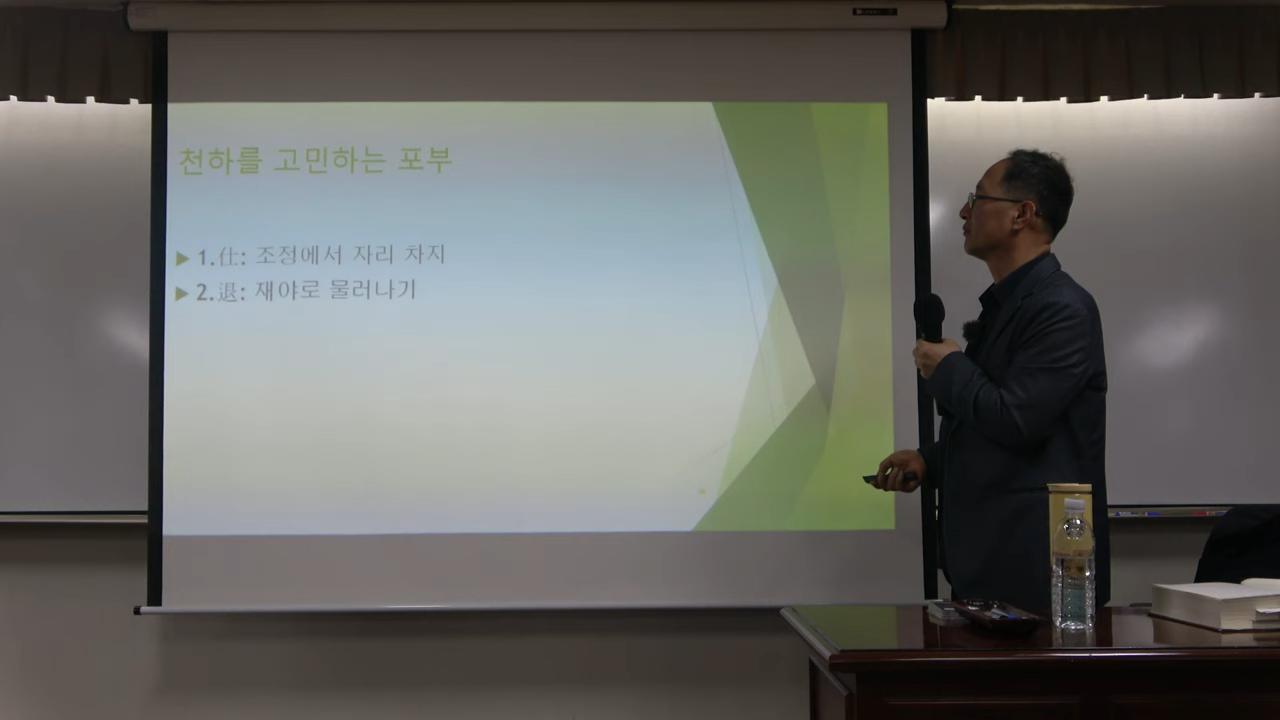 천하를 고민하는 포부
1.仕: 조정에서 자리 차지
2.退: 재야로 물러나기